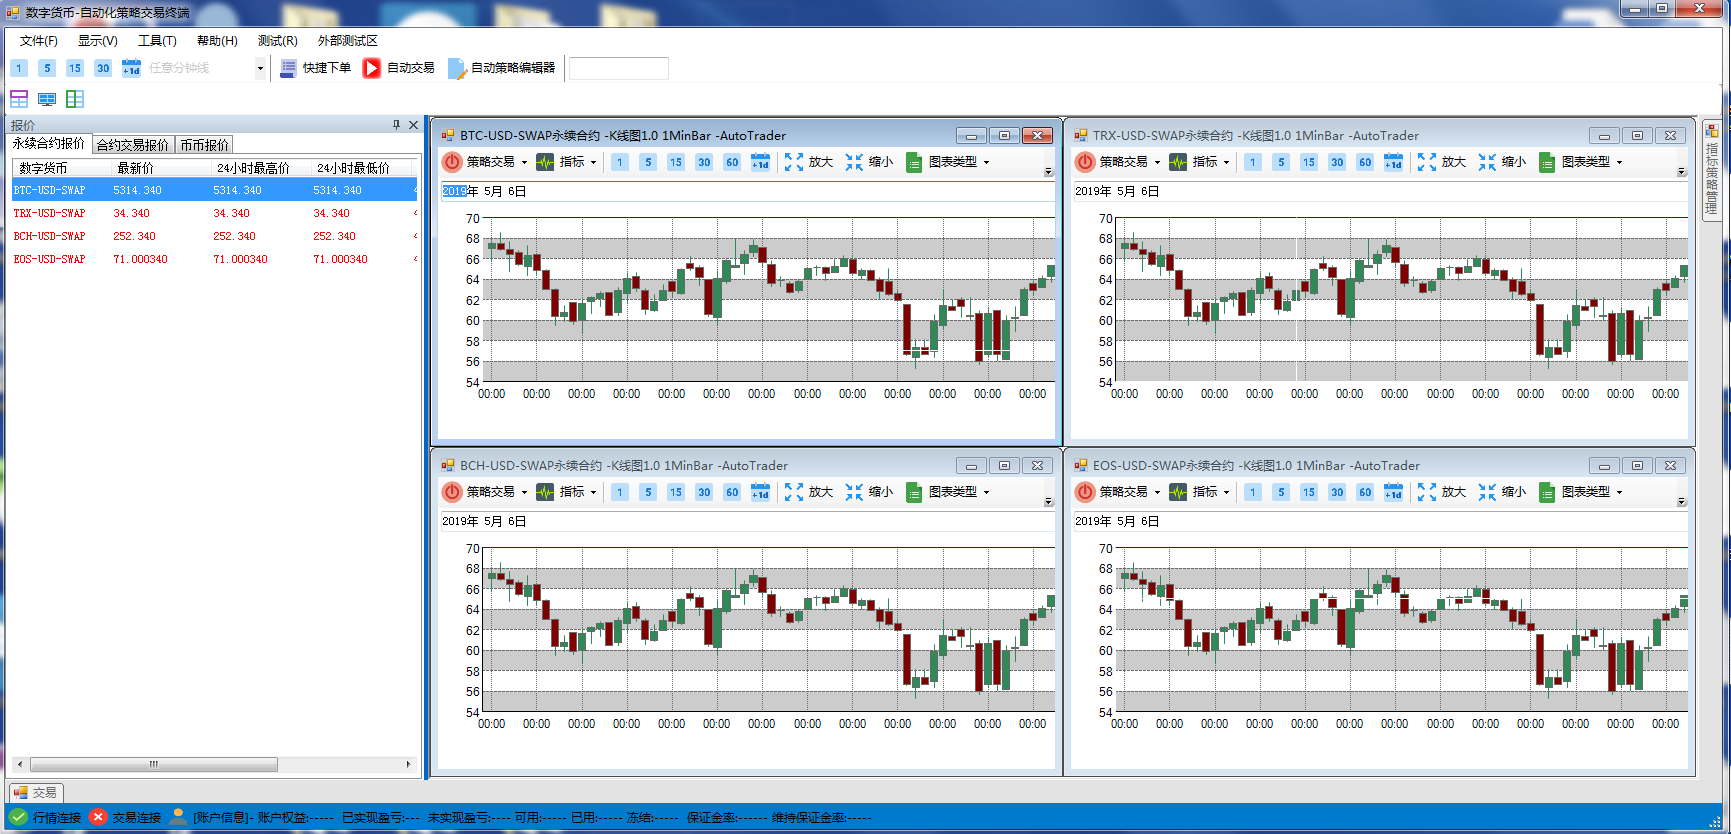 数字货币-自动化策略交易终端
文件(F) 显示(V) 工具(T) 帮助(H) 测试(R) 外部测试区
1 5 15 30 +1d 任意分钟线 快捷下单 自动交易 自动策略编辑器
报价
永续合约报价 合约交易报价 币币报价
数字货币 最新价 24小时最高价 24小时最低价
BTC-USD-SWAP 5314.340 5314.340 5314.340
TRX-USD-SWAP 34.340 34.340 34.340
BCH-USD-SWAP 252.340 252.340 252.340
EOS-USD-SWAP 71.000340 71.000340 71.000340
BTC-USD-SWAP永续合约 -K线图1.0 1MinBar -AutoTrader
策略交易 指标 1 5 15 30 60 +1d 放大 缩小 图表类型
2019年 5月 6日
70
68
66
64
62
60
58
56
54
00:00 00:00 00:00 00:00 00:00 00:00 00:00 00:00 00:00 00:00 00:00 00:00 00:00
TRX-USD-SWAP永续合约 -K线图1.0 1MinBar -AutoTrader
策略交易 指标 1 5 15 30 60 +1d 放大 缩小 图表类型
2019年 5月 6日
70
68
66
64
62
60
58
56
54
00:00 00:00 00:00 00:00 00:00 00:00 00:00 00:00 00:00 00:00 00:00 00:00 00:00
BCH-USD-SWAP永续合约 -K线图1.0 1MinBar -AutoTrader
策略交易 指标 1 5 15 30 60 +1d 放大 缩小 图表类型
2019年 5月 6日
70
68
66
64
62
60
58
56
54
00:00 00:00 00:00 00:00 00:00 00:00 00:00 00:00 00:00 00:00 00:00 00:00 00:00
EOS-USD-SWAP永续合约 -K线图1.0 1MinBar -AutoTrader
策略交易 指标 1 5 15 30 60 +1d 放大 缩小 图表类型
2019年 5月 6日
70
68
66
64
62
60
58
56
54
00:00 00:00 00:00 00:00 00:00 00:00 00:00 00:00 00:00 00:00 00:00 00:00 00:00
指标策略管理
交易
行情连接 交易连接 [账户信息]- 账户权益:----- 已实现盈亏:--- 未实现盈亏:---- 可用:----- 已用:----- 冻结:----- 保证金率:------ 维持保证金率:-----